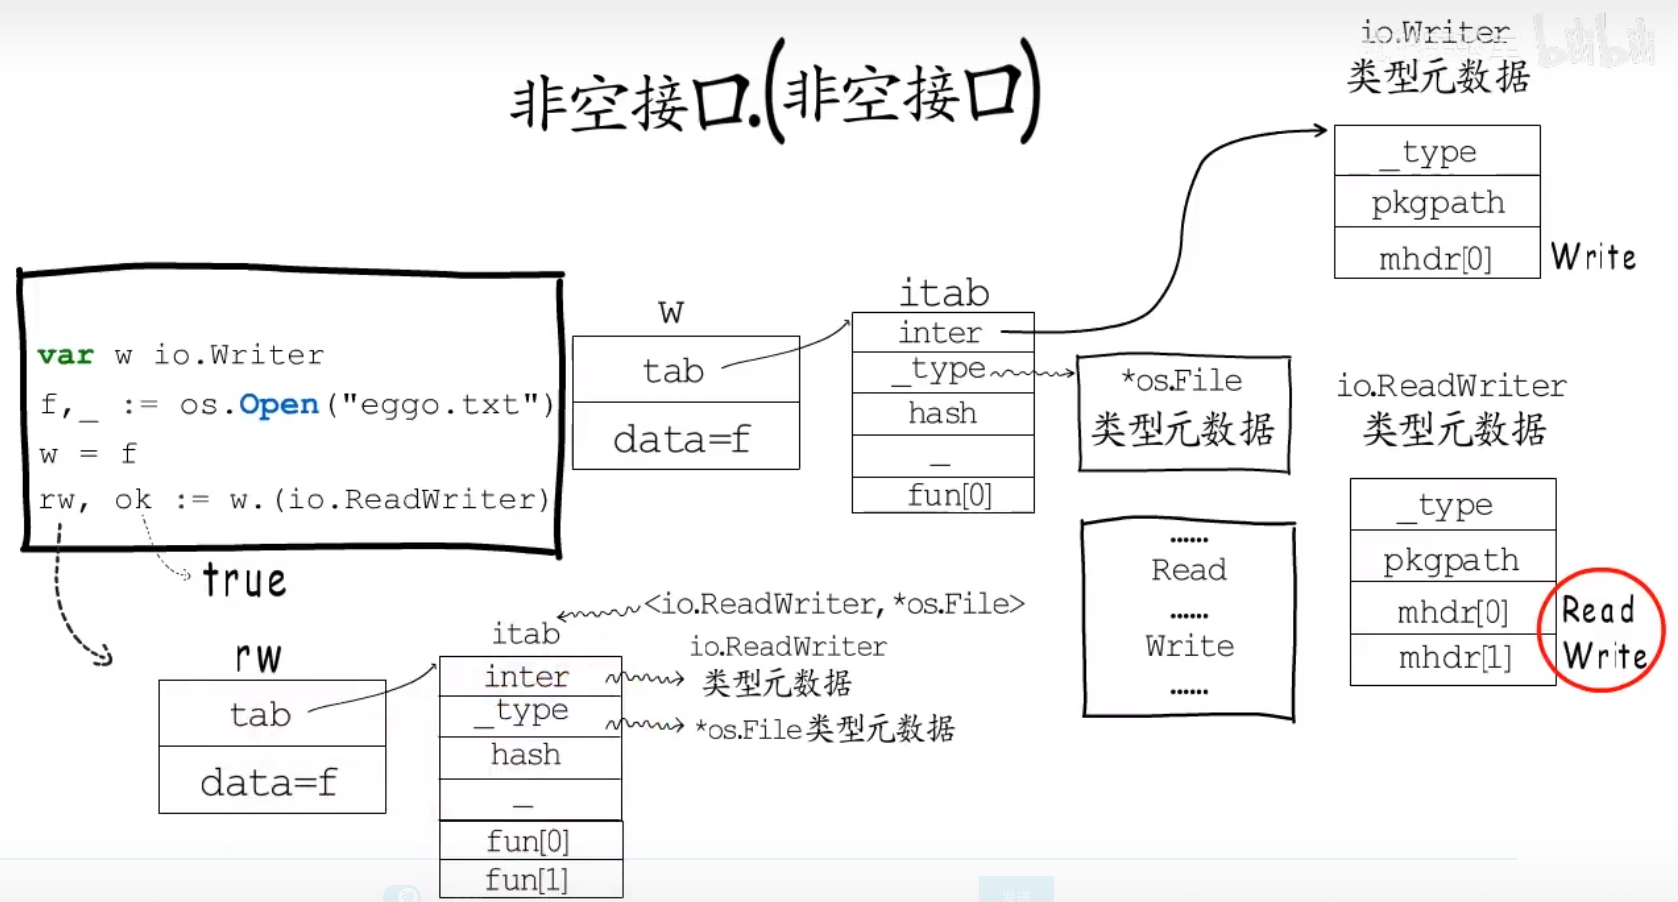 非空接口.(非空接口)
io.Writer
类型元数据
_type
pkgpath
mhdr[0] Write
var w io.Writer
f,_ := os.Open("eggo.txt")
w = f
rw, ok := w.(io.ReadWriter)
true
w
tab
data=f
itab
inter
_type
hash
_
fun[0]
*os.File
类型元数据
......
Read
......
Write
......
io.ReadWriter
类型元数据
_type
pkgpath
mhdr[0] Read
mhdr[1] Write
rw
tab
data=f
<io.ReadWriter, *os.File>
itab
inter
_type
hash
_
fun[0]
fun[1]
io.ReadWriter
类型元数据
*os.File类型元数据
bilibili
发送